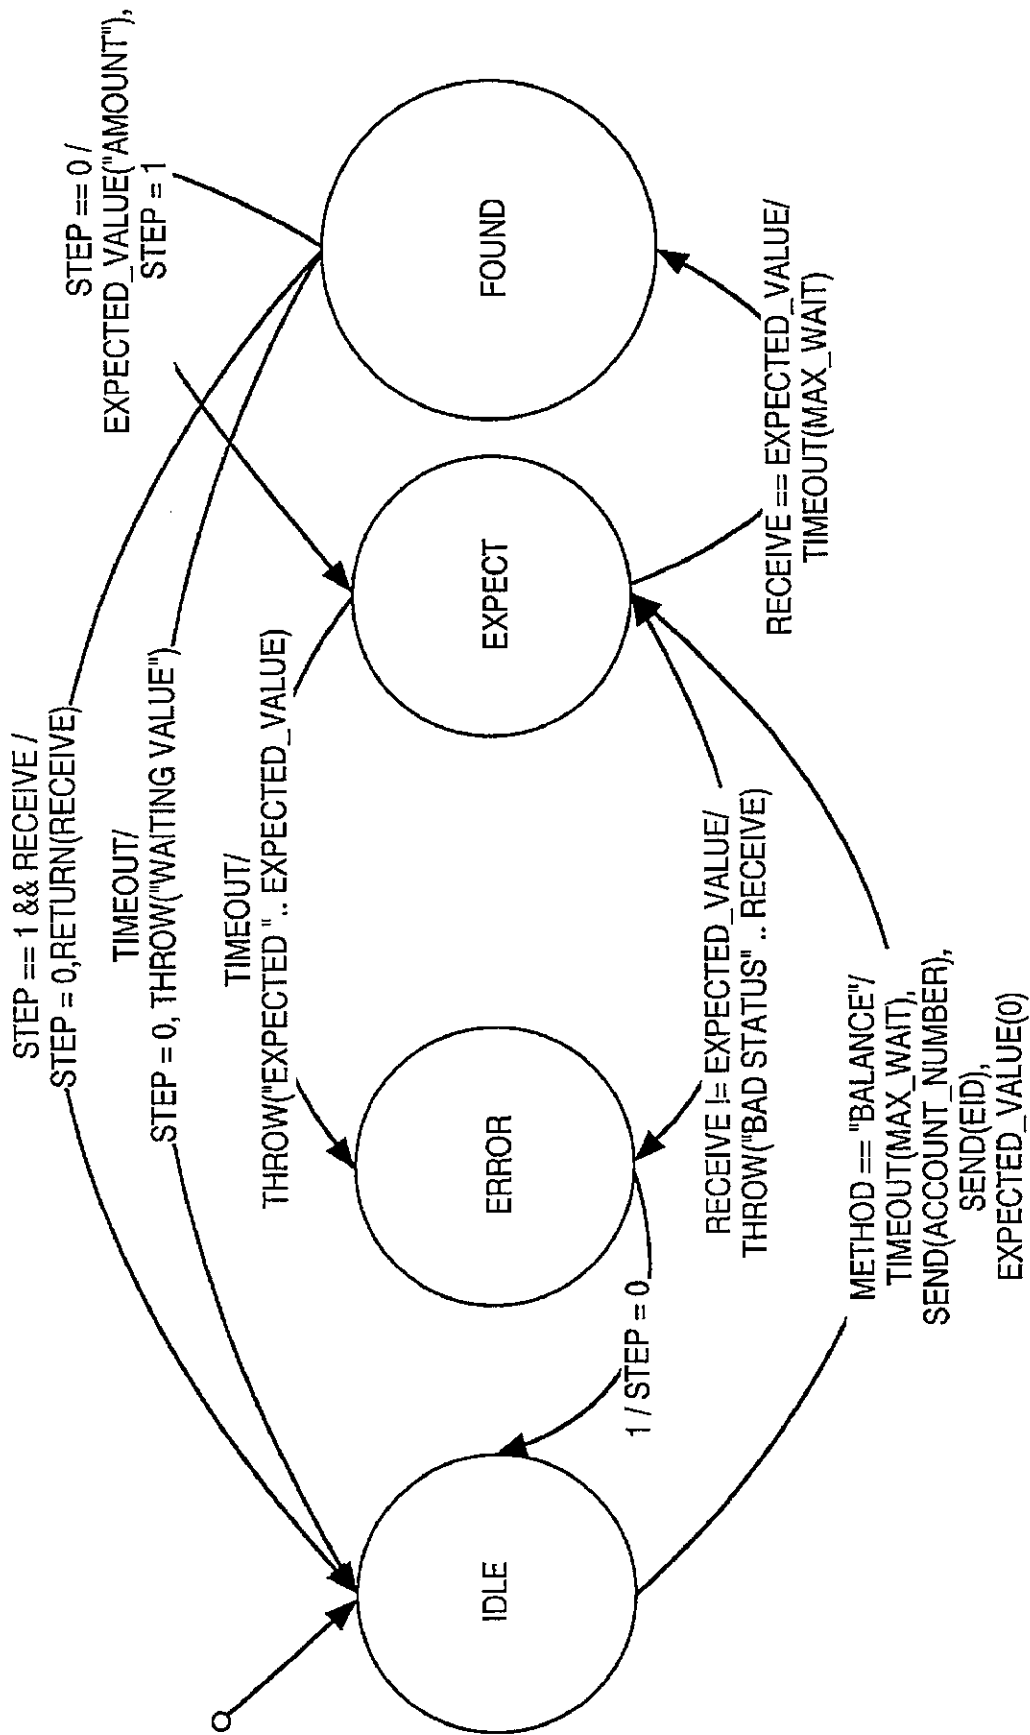 STEP == 1 && RECEIVE /
STEP = 0,RETURN(RECEIVE)
TIMEOUT/
STEP = 0, THROW("WAITING VALUE")
STEP == 0 /
EXPECTED_VALUE("AMOUNT"),
STEP = 1
TIMEOUT/
THROW("EXPECTED ".. EXPECTED_VALUE)
IDLE
ERROR
EXPECT
FOUND
1 / STEP = 0
RECEIVE != EXPECTED_VALUE/
THROW("BAD STATUS" .. RECEIVE)
RECEIVE == EXPECTED_VALUE/
TIMEOUT(MAX_WAIT)
METHOD == "BALANCE"/
TIMEOUT(MAX_WAIT),
SEND(ACCOUNT_NUMBER),
SEND(EID),
EXPECTED_VALUE(0)